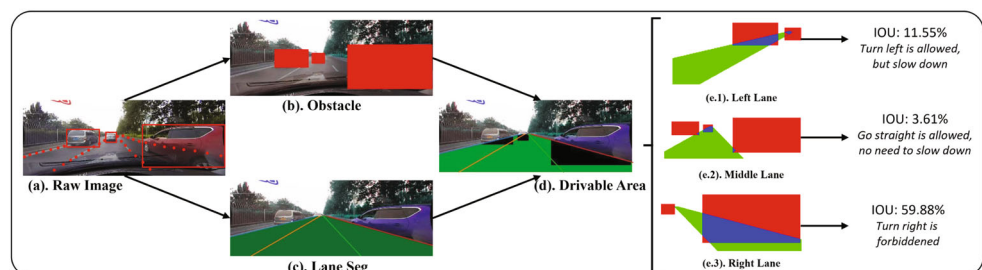 (a). Raw Image
(b). Obstacle
(c). Lane Seg
(d). Drivable Area
(e.1). Left Lane
IOU: 11.55%
Turn left is allowed,
but slow down
(e.2). Middle Lane
IOU: 3.61%
Go straight is allowed,
no need to slow down
(e.3). Right Lane
IOU: 59.88%
Turn right is
forbiddened